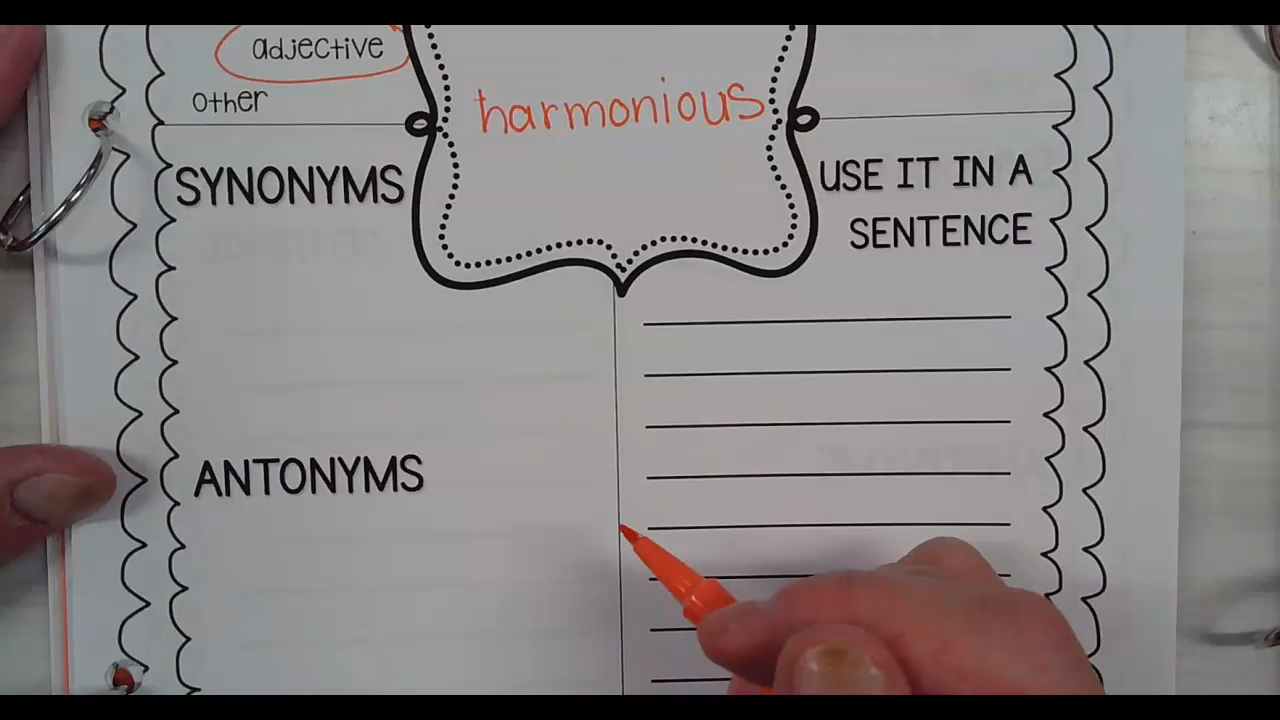 adjective
other
harmonious
SYNONYMS
USE IT IN A
SENTENCE
ANTONYMS